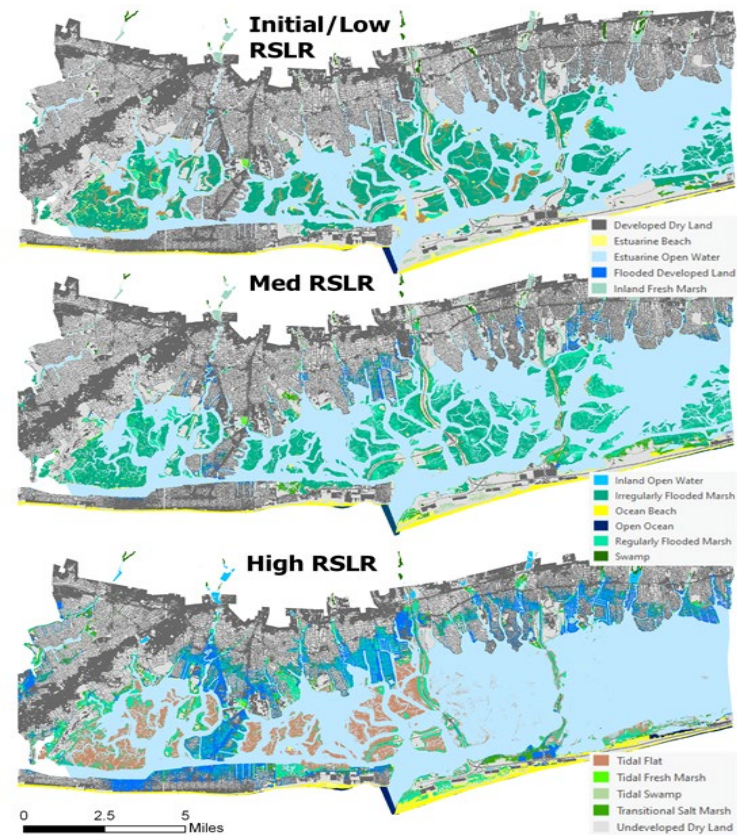 Initial/Low
RSLR
Developed Dry Land
Estuarine Beach
Estuarine Open Water
Flooded Developed Land
Inland Fresh Marsh
Med RSLR
Inland Open Water
Irregularly Flooded Marsh
Ocean Beach
Open Ocean
Regularly Flooded Marsh
Swamp
High RSLR
Tidal Flat
Tidal Fresh Marsh
Tidal Swamp
Transitional Salt Marsh
Undeveloped Dry Land
0 2.5 5
Miles